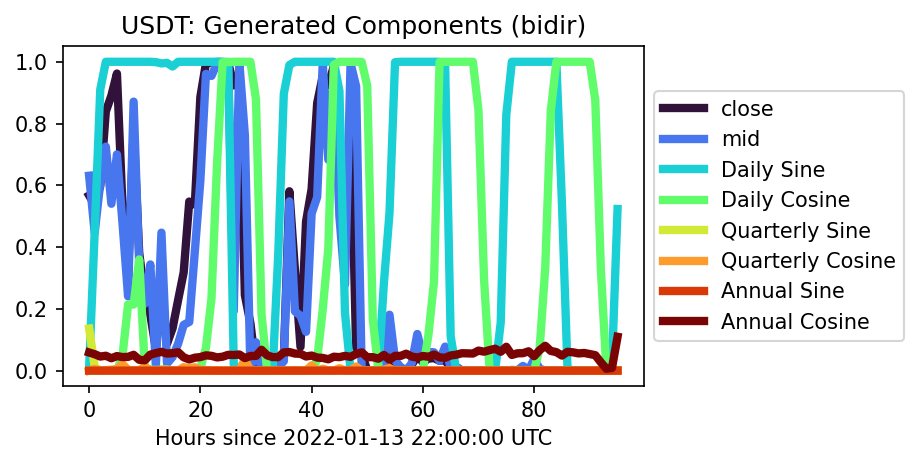 USDT: Generated Components (bidir)
1.0
0.8
0.6
0.4
0.2
0.0
0
20
40
60
80
Hours since 2022-01-13 22:00:00 UTC
close
mid
Daily Sine
Daily Cosine
Quarterly Sine
Quarterly Cosine
Annual Sine
Annual Cosine